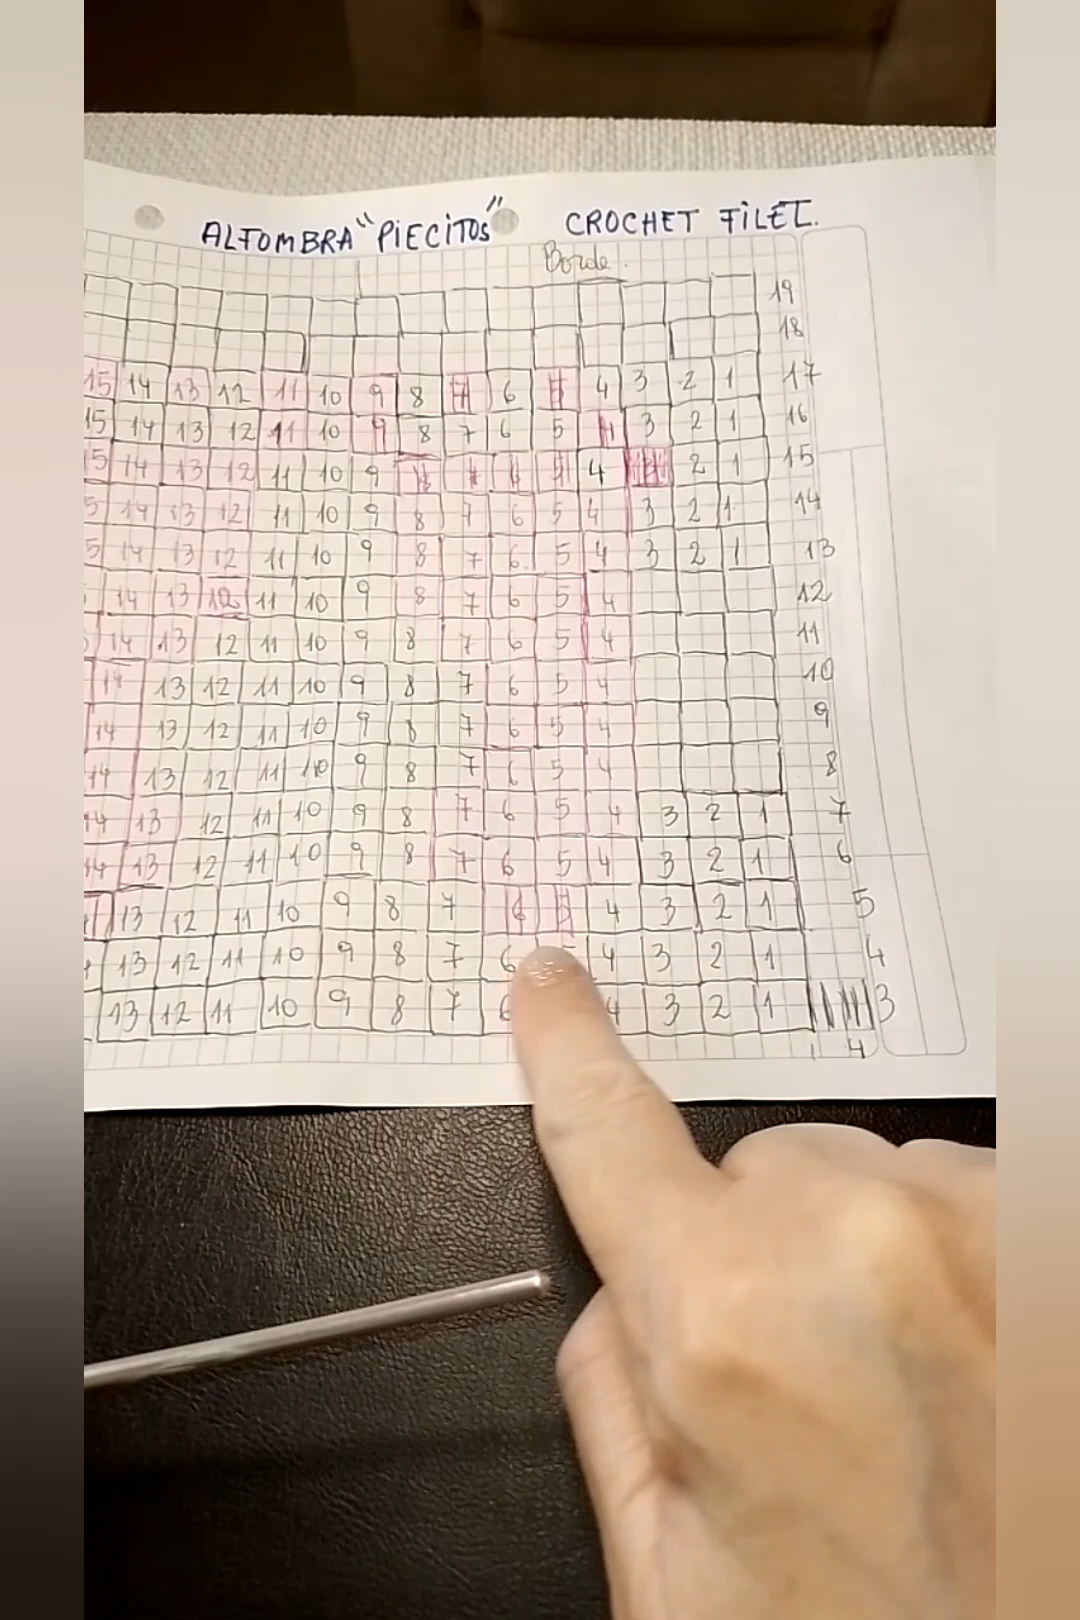 ALFOMBRA "PIECITOS" CROCHET FILET.
Borde.
19
18
15 14 13 12 11 10 9 8 7 6 4 3 2 1 17
15 14 13 12 11 10 9 8 7 6 5 3 2 1 16
15 14 13 12 11 10 9 4 2 1 15
5 14 13 12 11 10 9 8 7 6 5 4 3 2 1 14
5 14 13 12 11 10 9 8 7 6 5 4 3 2 1 13
14 13 12 11 10 9 8 7 6 5 4 12
14 13 12 11 10 9 8 7 6 5 4 11
14 13 12 11 10 9 8 7 6 5 4 10
14 13 12 11 10 9 8 7 6 5 4 9
14 13 12 11 10 9 8 7 6 5 4 8
14 13 12 11 10 9 8 7 6 5 4 3 2 1 7
14 13 12 11 10 9 8 7 6 5 4 3 2 1 6
13 12 11 10 9 8 7 6 4 3 2 1 5
13 12 11 10 9 8 7 6 4 3 2 1 4
13 12 11 10 9 8 7 6 4 3 2 1 3
1 4